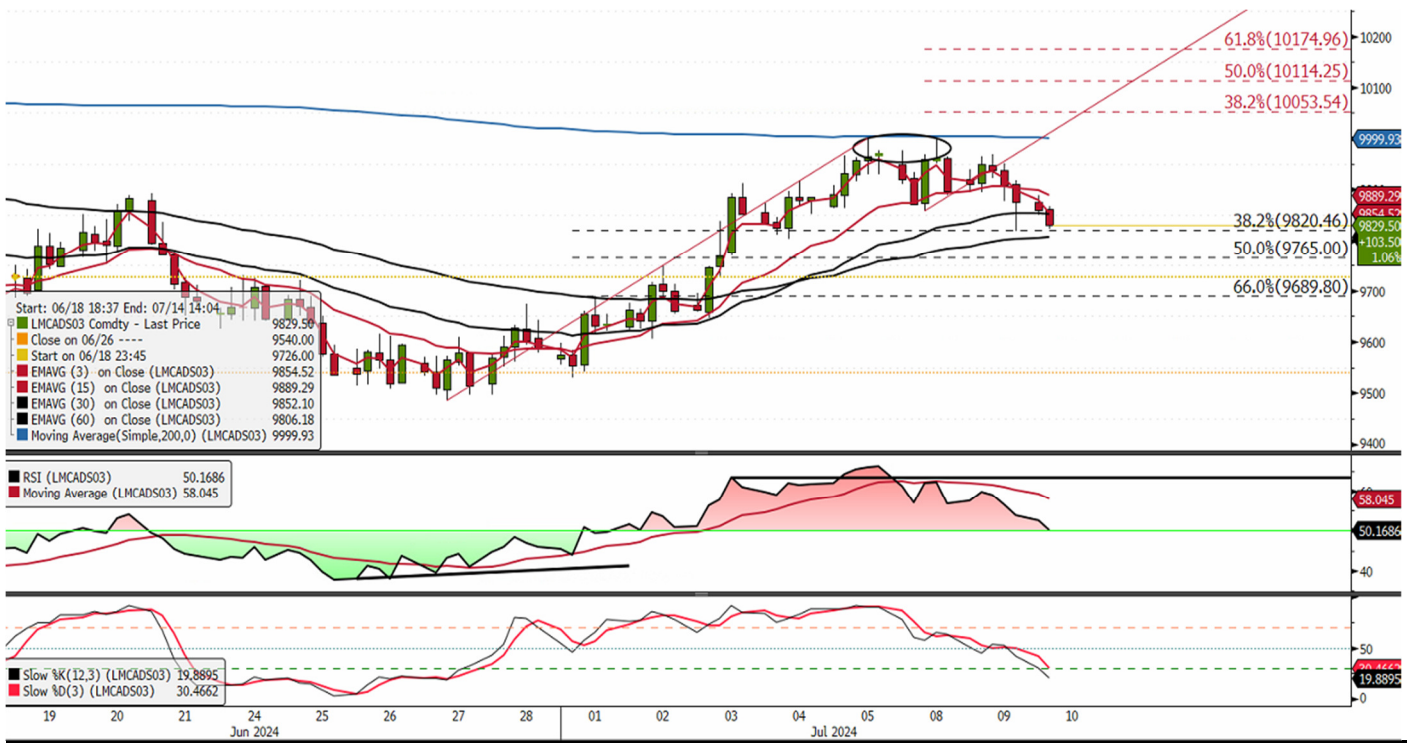 10200
61.8%(10174.96)
50.0%(10114.25)
10100
38.2%(10053.54)
9999.93
9889.29
9854.52
38.2%(9820.46)
9829.50
+103.50
50.0%(9765.00)
1.06%
66.0%(9689.80)
9700
9600
9500
9400
Start: 06/18 18:37 End: 07/14 14:04
LMCADS03 Comdty - Last Price 9829.50
Close on 06/26 ---- 9540.00
Start on 06/18 23:45 9726.00
EMAVG (3) on Close (LMCADS03) 9854.52
EMAVG (15) on Close (LMCADS03) 9889.29
EMAVG (30) on Close (LMCADS03) 9852.10
EMAVG (60) on Close (LMCADS03) 9806.18
Moving Average(Simple,200,0) (LMCADS03) 9999.93
RSI (LMCADS03) 50.1686
Moving Average (LMCADS03) 58.045
58.045
50.1686
40
Slow %K(12,3) (LMCADS03) 19.8895
Slow %D(3) (LMCADS03) 30.4662
50
30.4662
19.8895
0
19 20 21 24 25 26 27 28 01 02 03 04 05 08 09 10
Jun 2024 Jul 2024